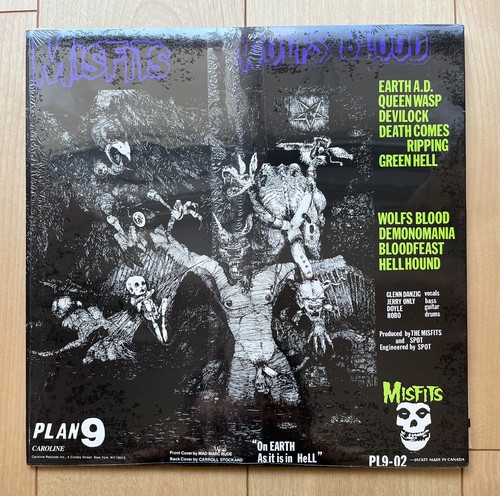 MISFITS
WOLFS BLOOD
EARTH A.D.
QUEEN WASP
DEVILOCK
DEATH COMES
RIPPING
GREEN HELL
WOLFS BLOOD
DEMONOMANIA
BLOODFEAST
HELLHOUND
GLENN DANZIG vocals
JERRY ONLY bass
DOYLE guitar
ROBO drums
Produced by THE MISFITS
and SPOT
Engineered by SPOT
MISFITS
PLAN 9
CAROLINE
Front Cover by MAD MARC RUDE
Back Cover by CARROLL STOCKARD
"On EARTH
As it is in HeLL"
PL9-02 JACKET MADE IN CANADA